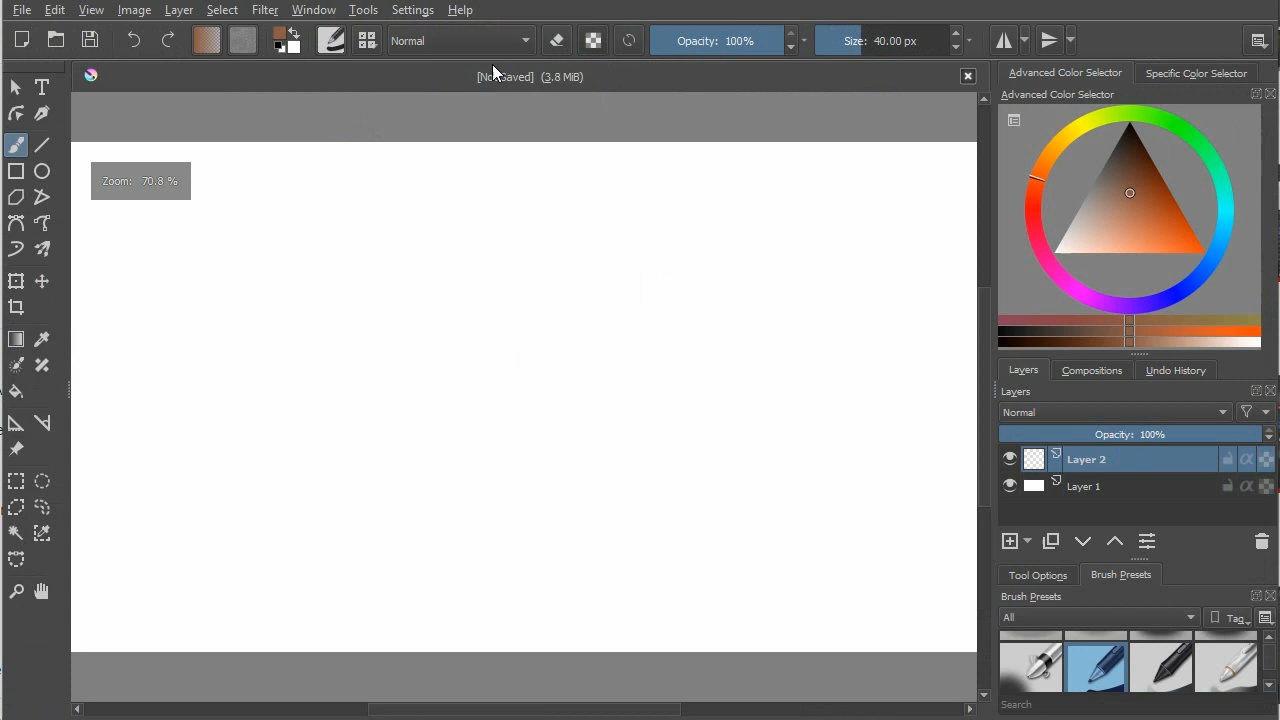 File Edit View Image Layer Select Filter Window Tools Settings Help
Normal Opacity: 100% Size: 40.00 px
(3.8 MiB)
Advanced Color Selector Specific Color Selector
Advanced Color Selector
Zoom: 70.8 %
Layers Compositions Undo History
Layers
Normal
Opacity: 100%
Layer 2
Layer 1
Tool Options Brush Presets
Brush Presets
All Tag
Search